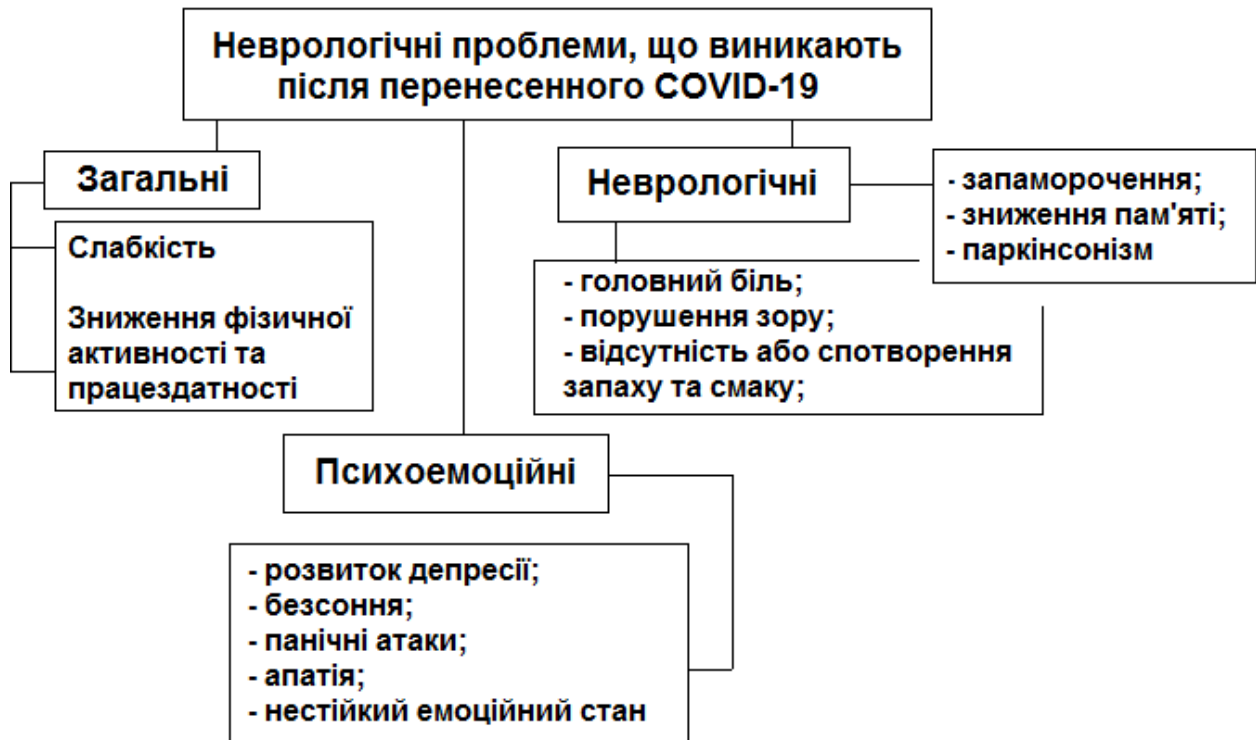 Неврологічні проблеми, що виникають
після перенесенного COVID-19
Загальні
Слабкість
Зниження фізичної
активності та
працездатності
Неврологічні
- запаморочення;
- зниження пам'яті;
- паркінсонізм
- головний біль;
- порушення зору;
- відсутність або спотворення
запаху та смаку;
Психоемоційні
- розвиток депресії;
- безсоння;
- панічні атаки;
- апатія;
- нестійкий емоційний стан